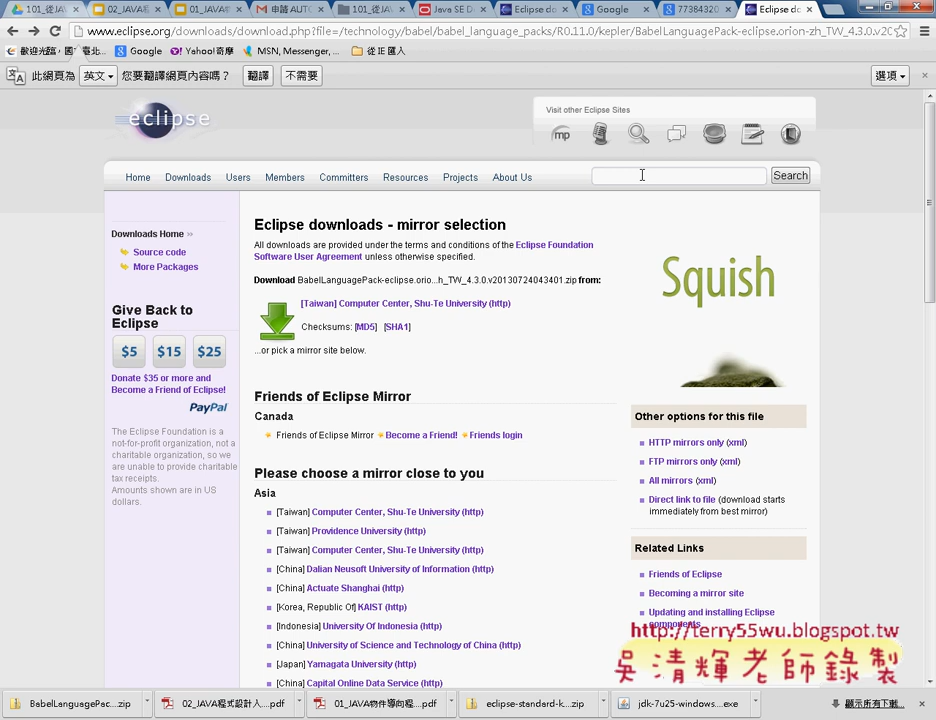 101_從JAV
02_JAVA程
01_JAVA物
申請 AUTO
101_從JAV
Java SE D
Eclipse do
Google
77384320
Eclipse do
www.eclipse.org/downloads/download.php?file=/technology/babel/babel_language_packs/R0.11.0/kepler/BabelLanguagePack-eclipse.orion-zh_TW_4.3.0.v20
歡迎光臨，國"臺北...
Google
Yahoo!奇摩
MSN, Messenger, ...
從 IE 匯入
此網頁為 英文 您要翻譯網頁內容嗎？ 翻譯 不需要 選項
eclipse
Visit other Eclipse Sites
mp
Home Downloads Users Members Committers Resources Projects About Us
Search
Downloads Home
Source code
More Packages
Give Back to
Eclipse
$5 $15 $25
Donate $35 or more and
Become a Friend of Eclipse!
PayPal
The Eclipse Foundation is a
not-for-profit organization, not a
charitable organization, so we
are unable to provide charitable
tax receipts.
Amounts shown are in US
dollars.
Eclipse downloads - mirror selection
All downloads are provided under the terms and conditions of the Eclipse Foundation
Software User Agreement unless otherwise specified.
Download BabelLanguagePack-eclipse.orio...h_TW_4.3.0.v20130724043401.zip from:
[Taiwan] Computer Center, Shu-Te University (http)
Checksums: [MD5] [SHA1]
...or pick a mirror site below.
Friends of Eclipse Mirror
Canada
Friends of Eclipse Mirror Become a Friend! Friends login
Please choose a mirror close to you
Asia
[Taiwan] Computer Center, Shu-Te University (http)
[Taiwan] Providence University (http)
[Taiwan] Computer Center, Shu-Te University (http)
[China] Dalian Neusoft University of Information (http)
[China] Actuate Shanghai (http)
[Korea, Republic Of] KAIST (http)
[Indonesia] University Of Indonesia (http)
[China] University of Science and Technology of China (http)
[Japan] Yamagata University (http)
[China] Capital Online Data Service (http)
Squish
Other options for this file
HTTP mirrors only (xml)
FTP mirrors only (xml)
All mirrors (xml)
Direct link to file (download starts
immediately from best mirror)
Related Links
Friends of Eclipse
Becoming a mirror site
Updating and installing Eclipse
components
http://terry55wu.blogspot.tw
吳清輝老師錄製
BabelLanguagePac....zip
02_JAVA程式設計入....pdf
01_JAVA物件導向程....pdf
eclipse-standard-k....zip
jdk-7u25-windows....exe
顯示所有下載...